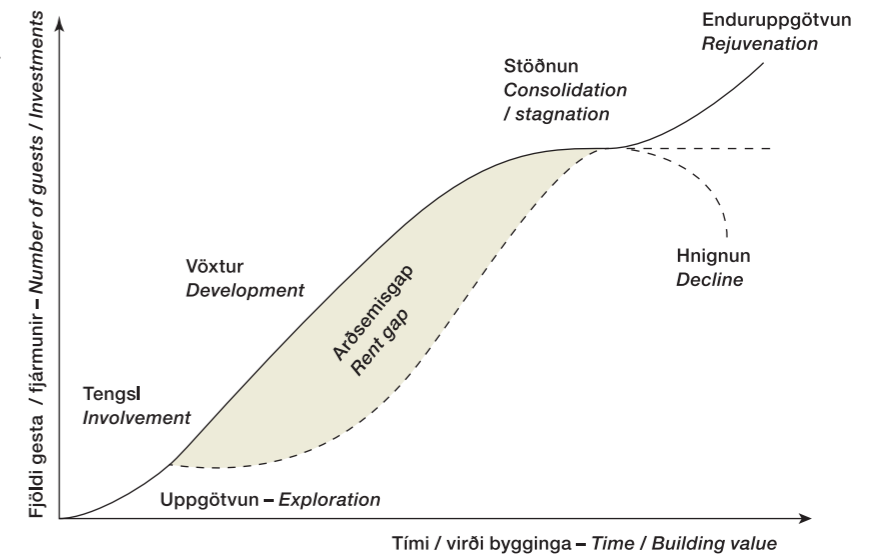 Enduruppgötvun
Rejuvenation
Stöðnun
Consolidation
/ stagnation
Hnignun
Decline
Vöxtur
Development
Arðsemisgap
Rent gap
Tengsl
Involvement
Uppgötvun – Exploration
Fjöldi gesta / fjármunir – Number of guests / Investments
Tími / virði bygginga – Time / Building value